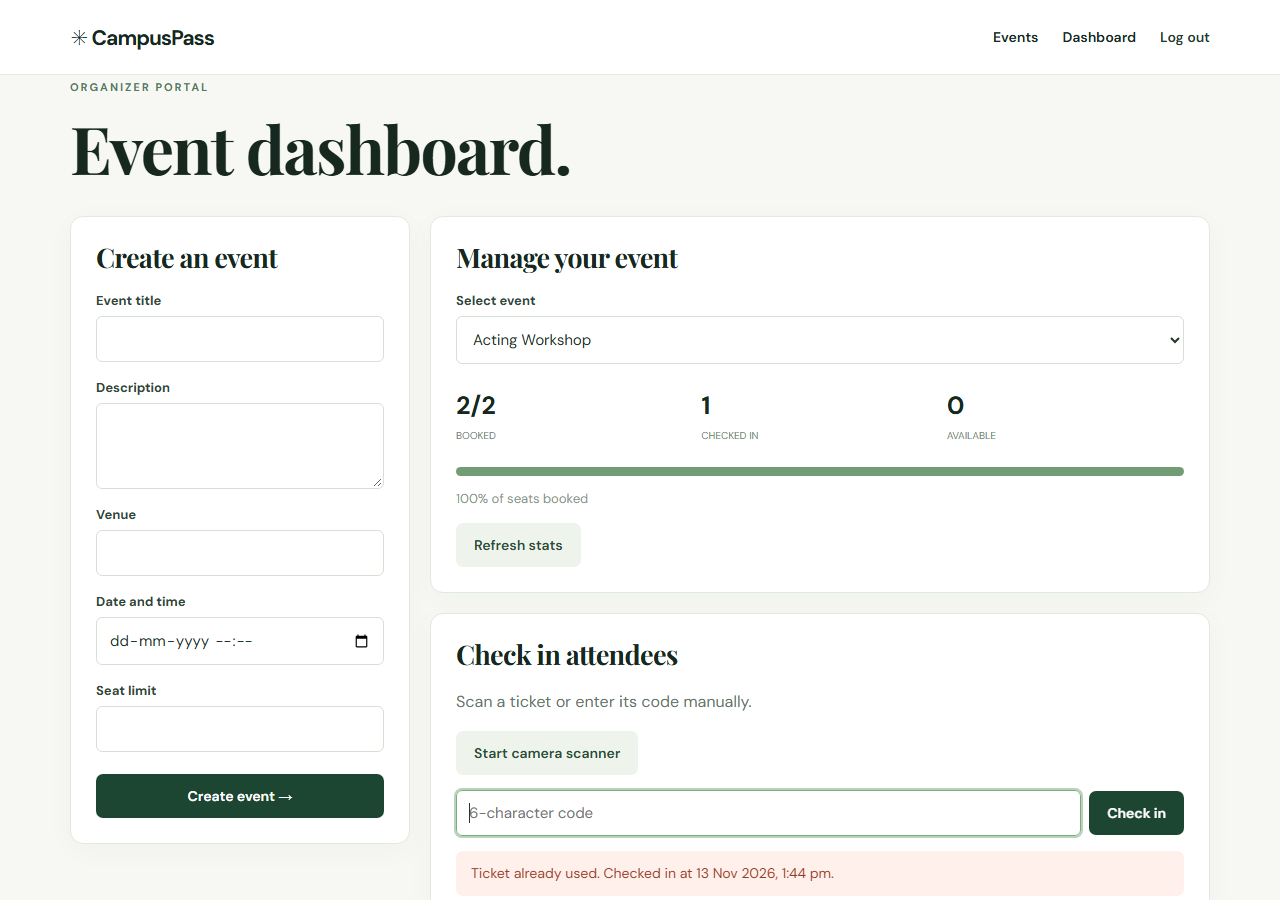 ✳ CampusPass
Events Dashboard Log out
ORGANIZER PORTAL
Event dashboard.
Create an event
Event title
Description
Venue
Date and time
dd-mm-yyyy --:--
Seat limit
Create event →
Manage your event
Select event
Acting Workshop
2/2 1 0
BOOKED CHECKED IN AVAILABLE
100% of seats booked
Refresh stats
Check in attendees
Scan a ticket or enter its code manually.
Start camera scanner
6-character code
Check in
Ticket already used. Checked in at 13 Nov 2026, 1:44 pm.